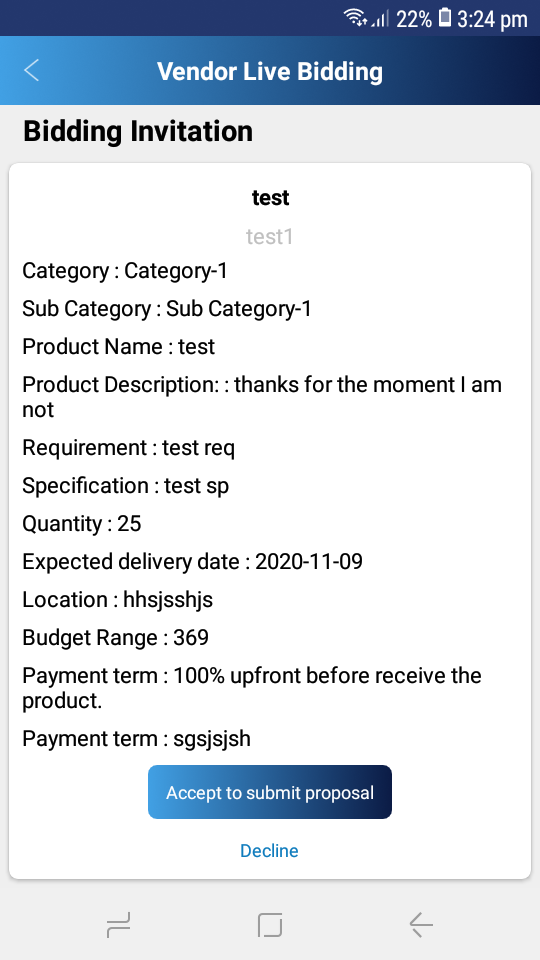 22% 3:24 pm
Vendor Live Bidding
Bidding Invitation
test
test1
Category : Category-1
Sub Category : Sub Category-1
Product Name : test
Product Description: : thanks for the moment I am
not
Requirement : test req
Specification : test sp
Quantity : 25
Expected delivery date : 2020-11-09
Location : hhsjsshjs
Budget Range : 369
Payment term : 100% upfront before receive the
product.
Payment term : sgsjsjsh
Accept to submit proposal
Decline